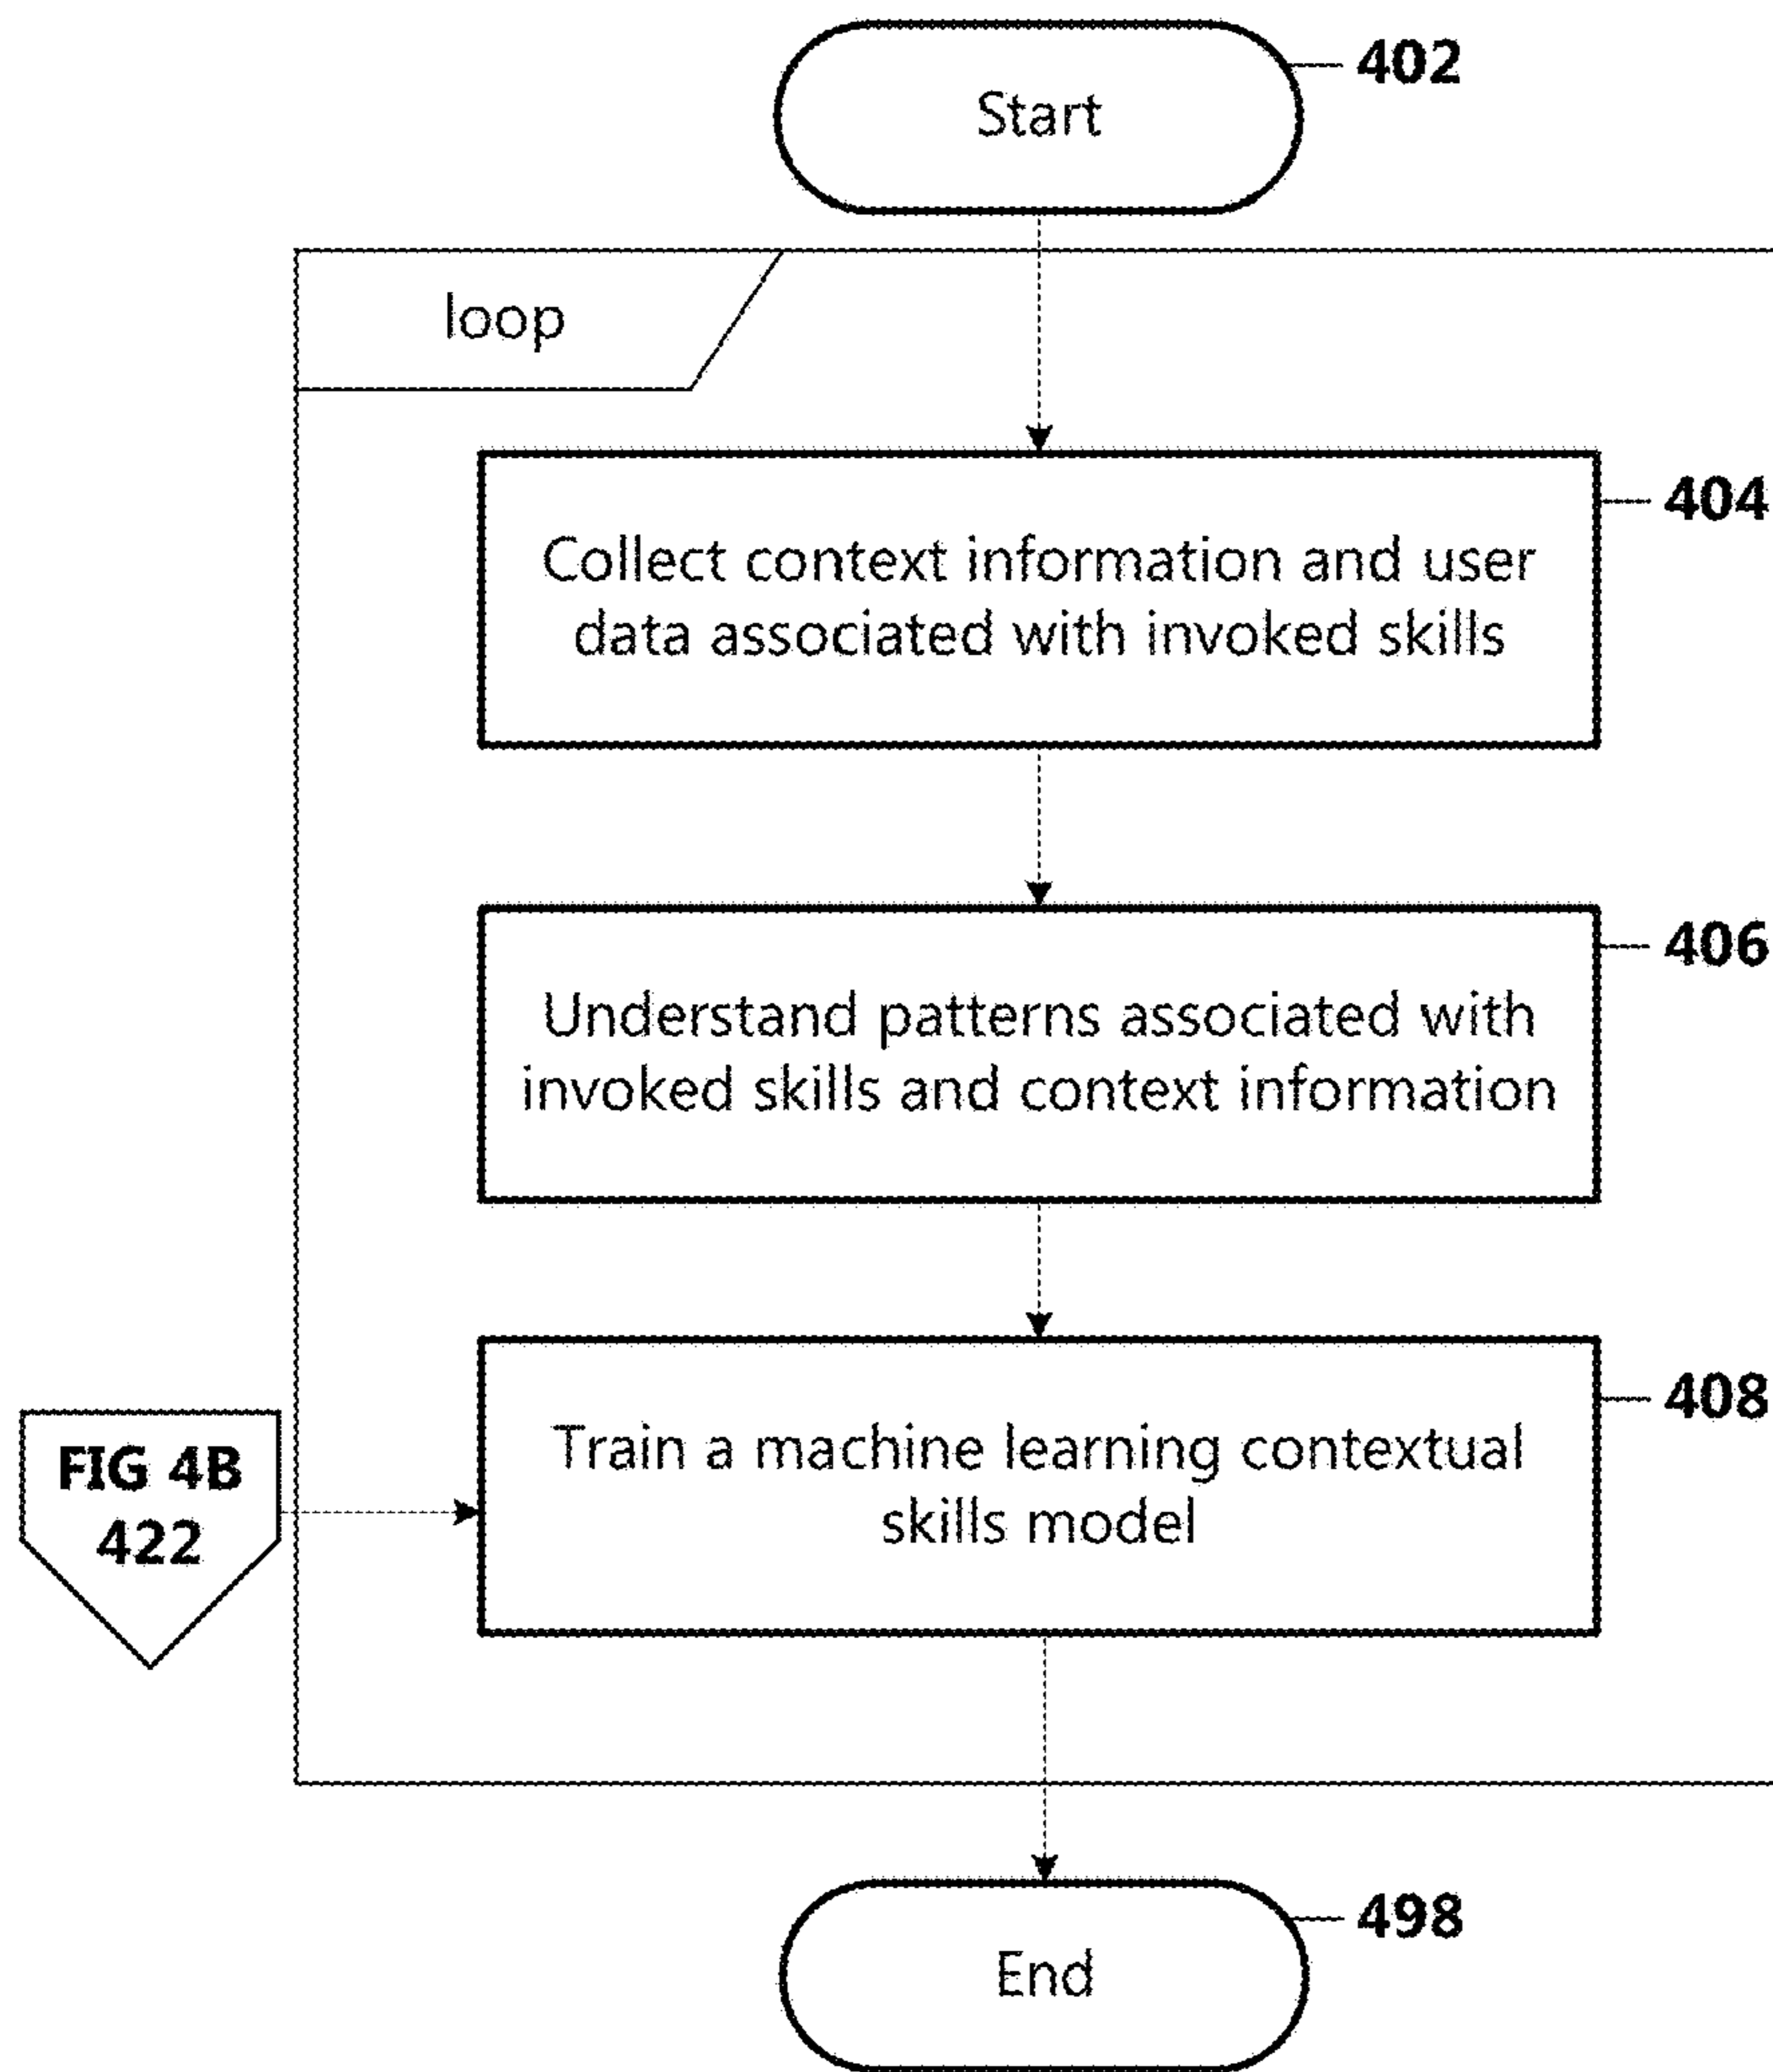 402
Start
loop
404
Collect context information and user
data associated with invoked skills
406
Understand patterns associated with
invoked skills and context information
408
Train a machine learning contextual
skills model
FIG 4B
422
498
End